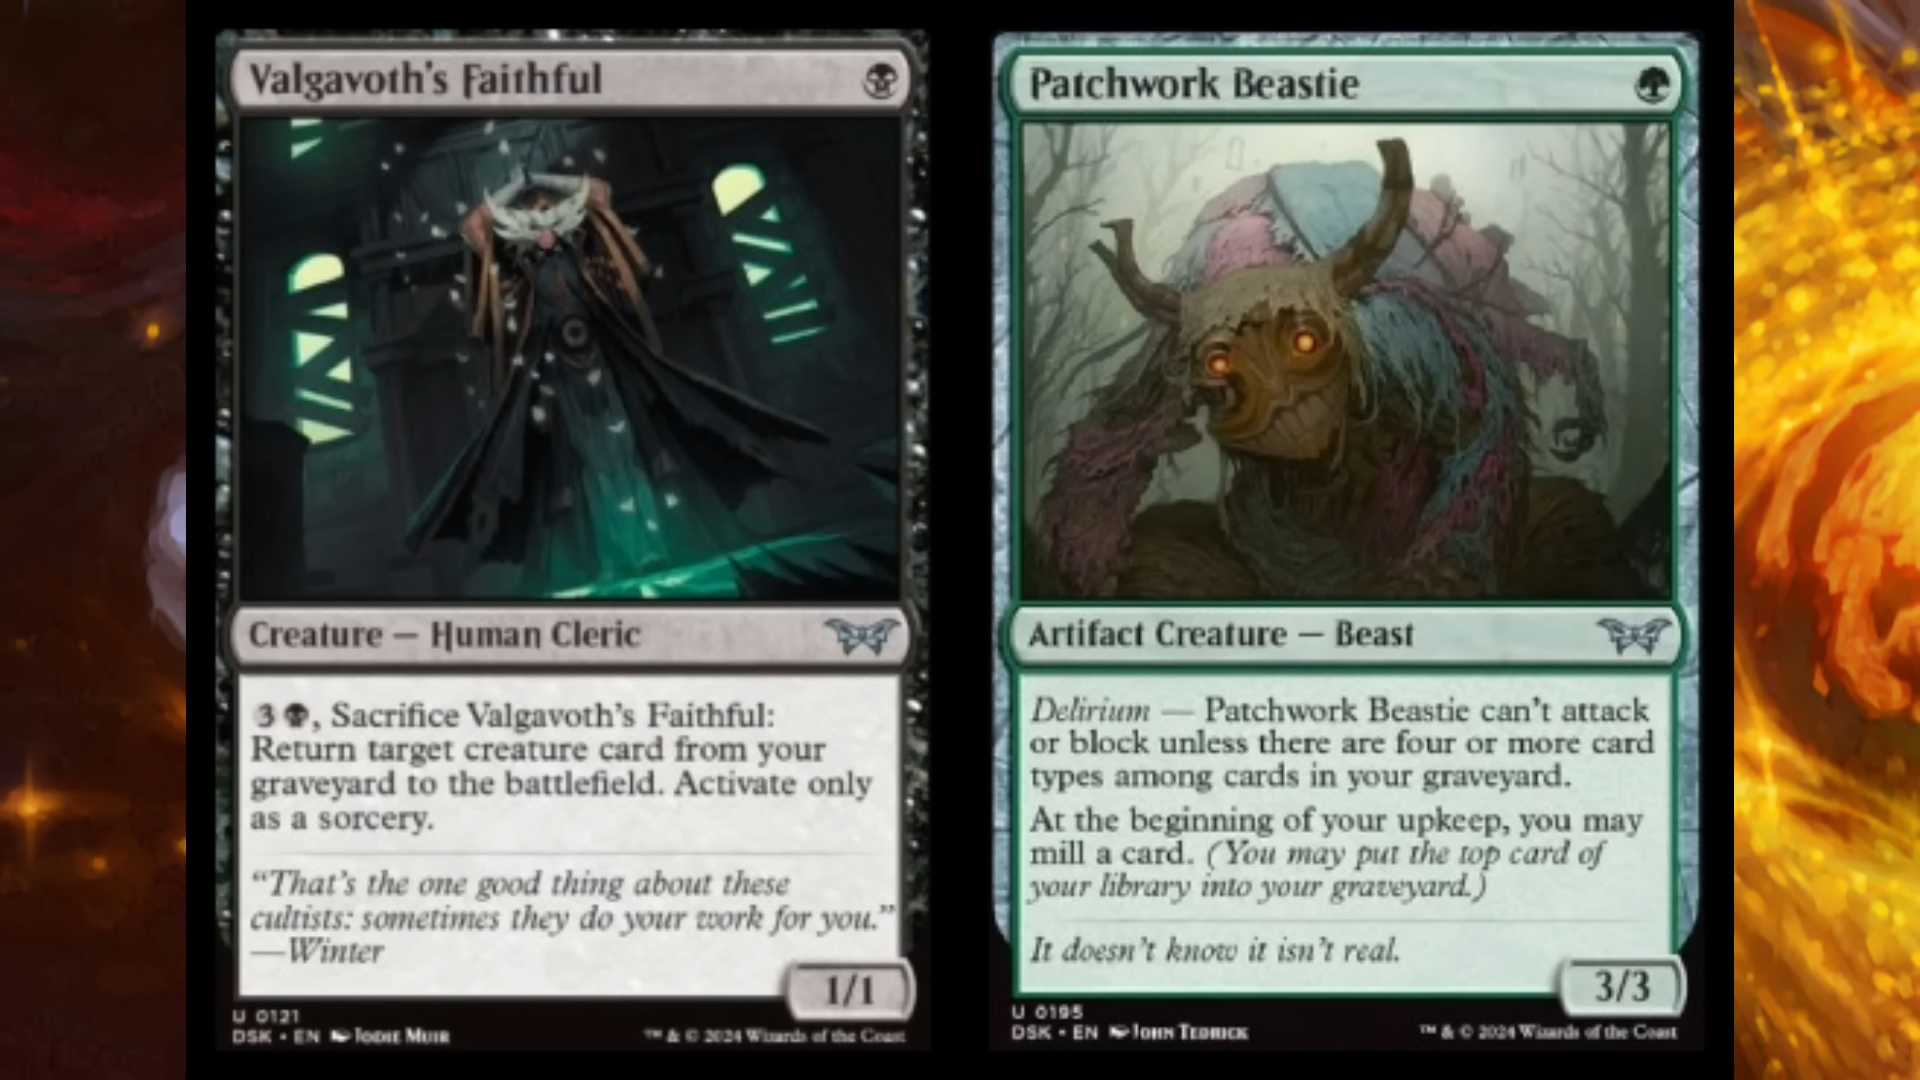 Valgavoth's Faithful
Creature — Human Cleric
3, Sacrifice Valgavoth's Faithful:
Return target creature card from your
graveyard to the battlefield. Activate only
as a sorcery.
“That's the one good thing about these
cultists: sometimes they do your work for you.”
—Winter
1/1
U 0121
DSK • EN JODIE MUIR
™ & © 2024 Wizards of the Coast
Patchwork Beastie
Artifact Creature — Beast
Delirium — Patchwork Beastie can't attack
or block unless there are four or more card
types among cards in your graveyard.
At the beginning of your upkeep, you may
mill a card. (You may put the top card of
your library into your graveyard.)
It doesn't know it isn't real.
3/3
U 0195
DSK • EN JOHN TEDRICK
™ & © 2024 Wizards of the Coast